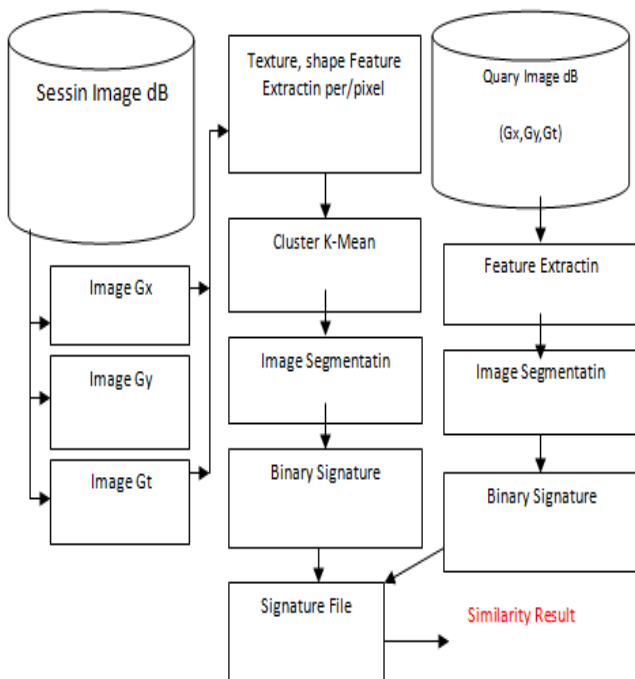 Sessin Image dB
Image Gx
Image Gy
Image Gt
Texture, shape Feature
Extractin per/pixel
Cluster K-Mean
Image Segmentatin
Binary Signature
Signature File
Quary Image dB
(Gx,Gy,Gt)
Feature Extractin
Image Segmentatin
Binary Signature
Similarity Result